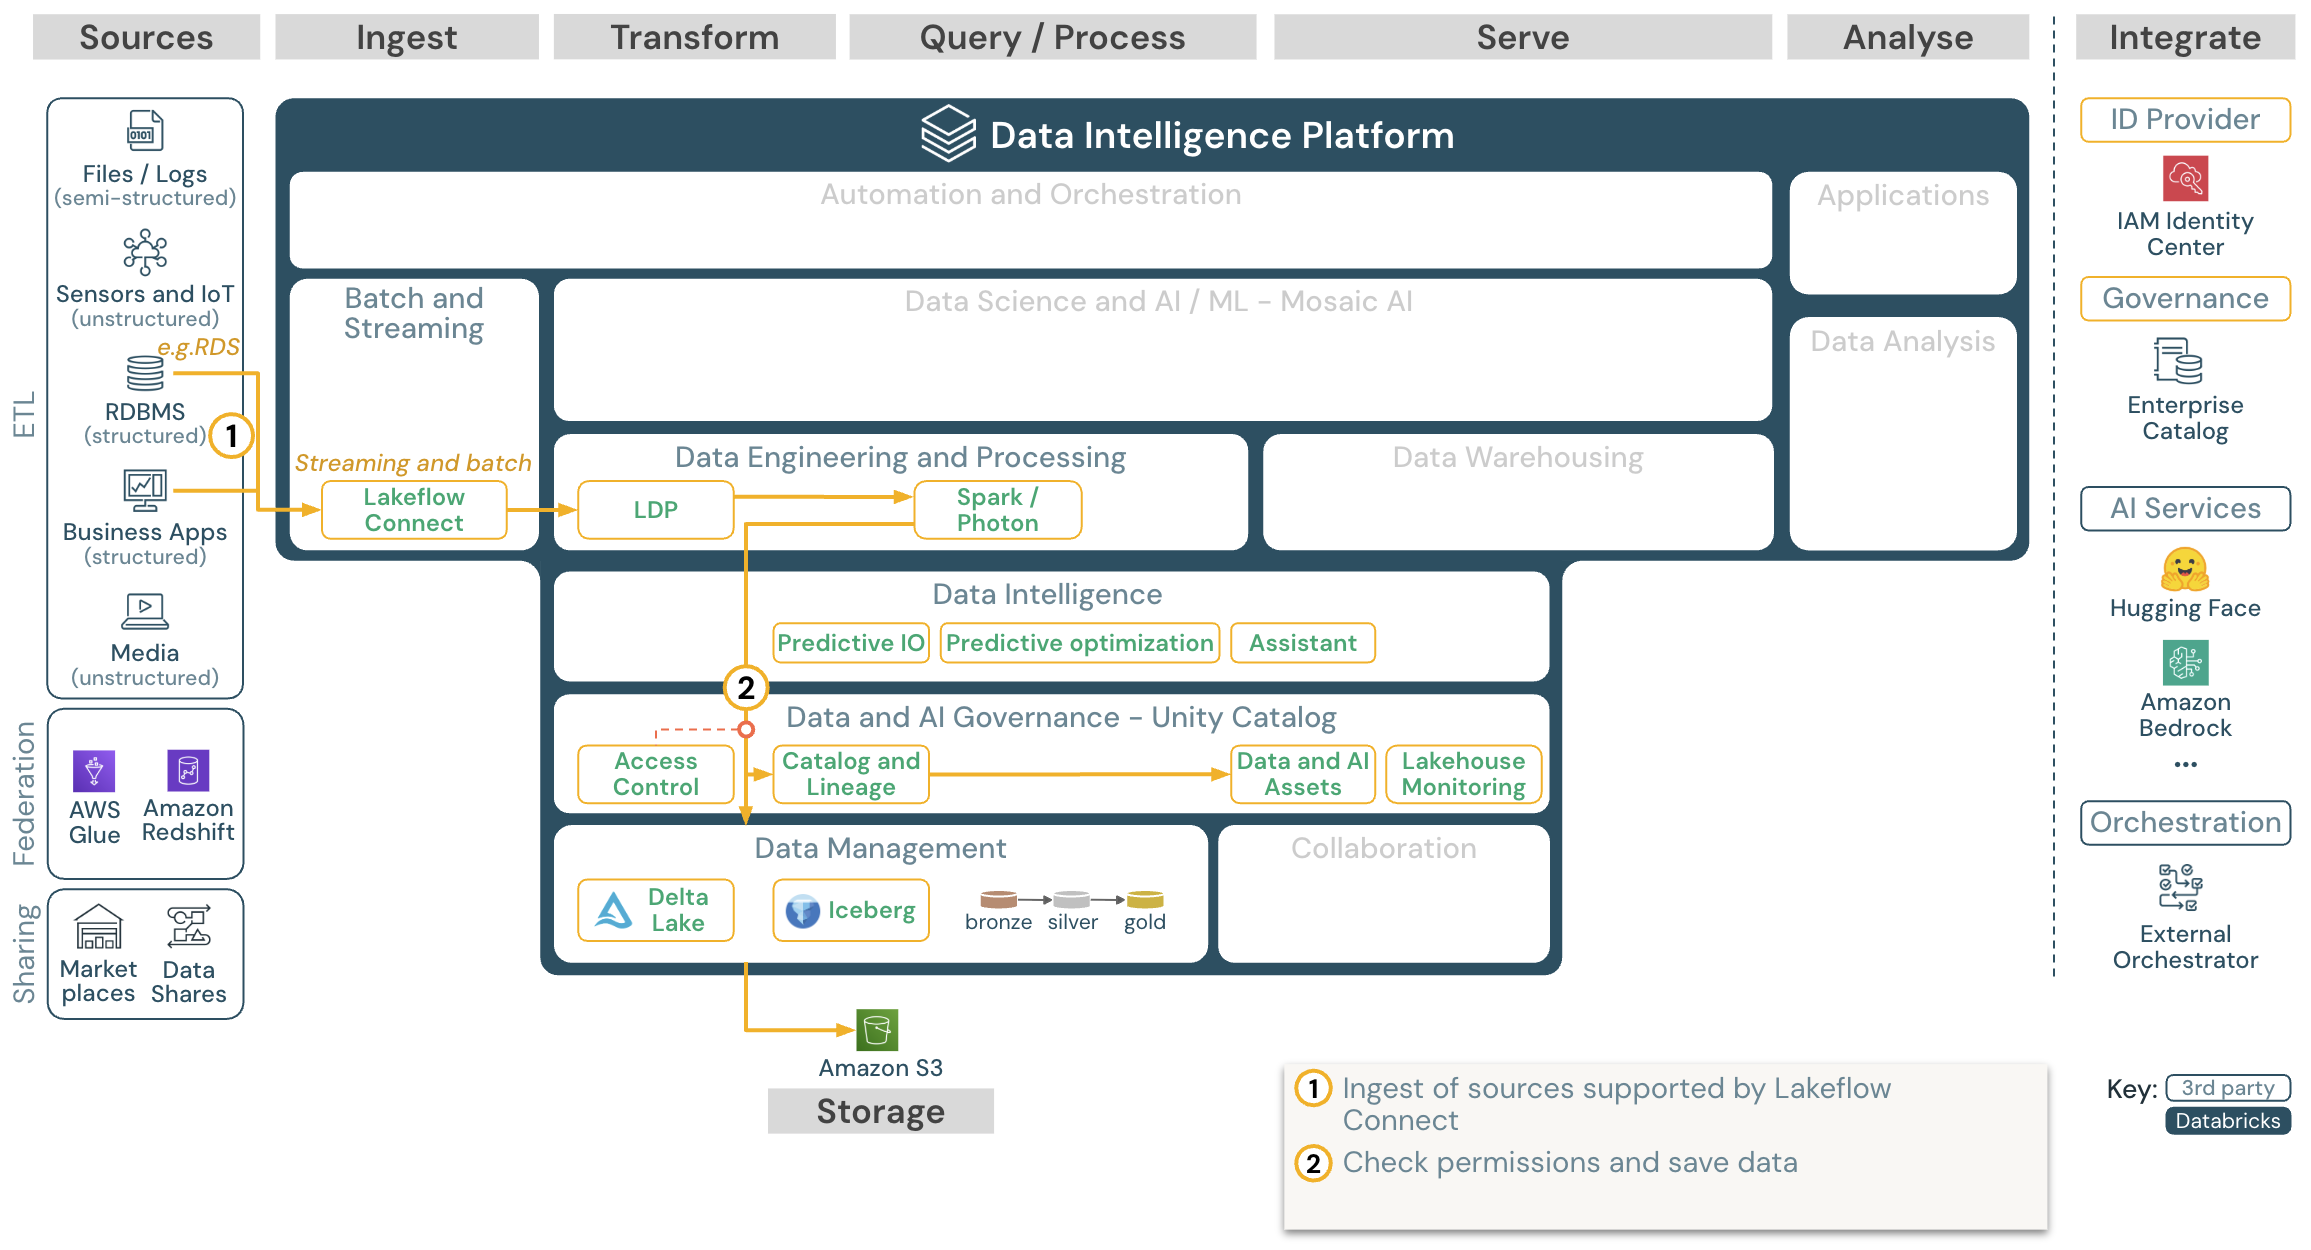 Sources
Ingest
Transform
Query / Process
Serve
Analyse
Integrate
ETL
Files / Logs
(semi-structured)
Sensors and IoT
(unstructured)
e.g.RDS
RDBMS
(structured)
1
Business Apps
(structured)
Media
(unstructured)
Federation
AWS
Glue
Amazon
Redshift
Sharing
Market
places
Data
Shares
Data Intelligence Platform
Automation and Orchestration
Applications
Batch and
Streaming
Streaming and batch
Lakeflow
Connect
Data Science and AI / ML - Mosaic AI
Data Analysis
Data Engineering and Processing
LDP
Spark /
Photon
Data Warehousing
Data Intelligence
Predictive IO
Predictive optimization
Assistant
2
Data and AI Governance - Unity Catalog
Access
Control
Catalog and
Lineage
Data and AI
Assets
Lakehouse
Monitoring
Data Management
Delta
Lake
Iceberg
bronze
silver
gold
Collaboration
Amazon S3
Storage
ID Provider
IAM Identity
Center
Governance
Enterprise
Catalog
AI Services
Hugging Face
Amazon
Bedrock
...
Orchestration
External
Orchestrator
1 Ingest of sources supported by Lakeflow
Connect
2 Check permissions and save data
Key: 3rd party
Databricks
0101